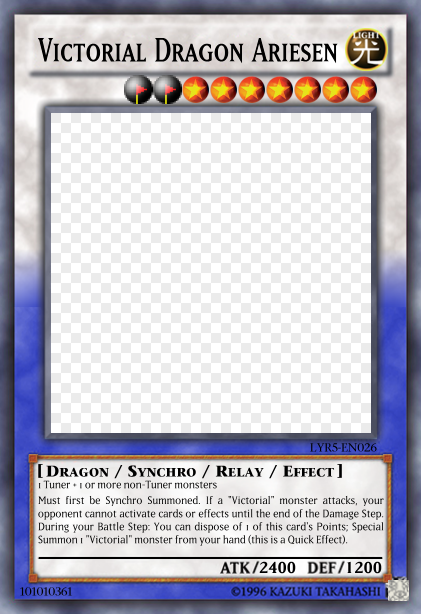 VICTORIAL DRAGON ARIESEN
LIGHT
光
LYR5-EN026
[ DRAGON / SYNCHRO / RELAY / EFFECT ]
1 Tuner + 1 or more non-Tuner monsters
Must first be Synchro Summoned. If a "Victorial" monster attacks, your
opponent cannot activate cards or effects until the end of the Damage Step.
During your Battle Step: You can dispose of 1 of this card's Points; Special
Summon 1 "Victorial" monster from your hand (this is a Quick Effect).
ATK/2400 DEF/1200
101010361
©1996 KAZUKI TAKAHASHI